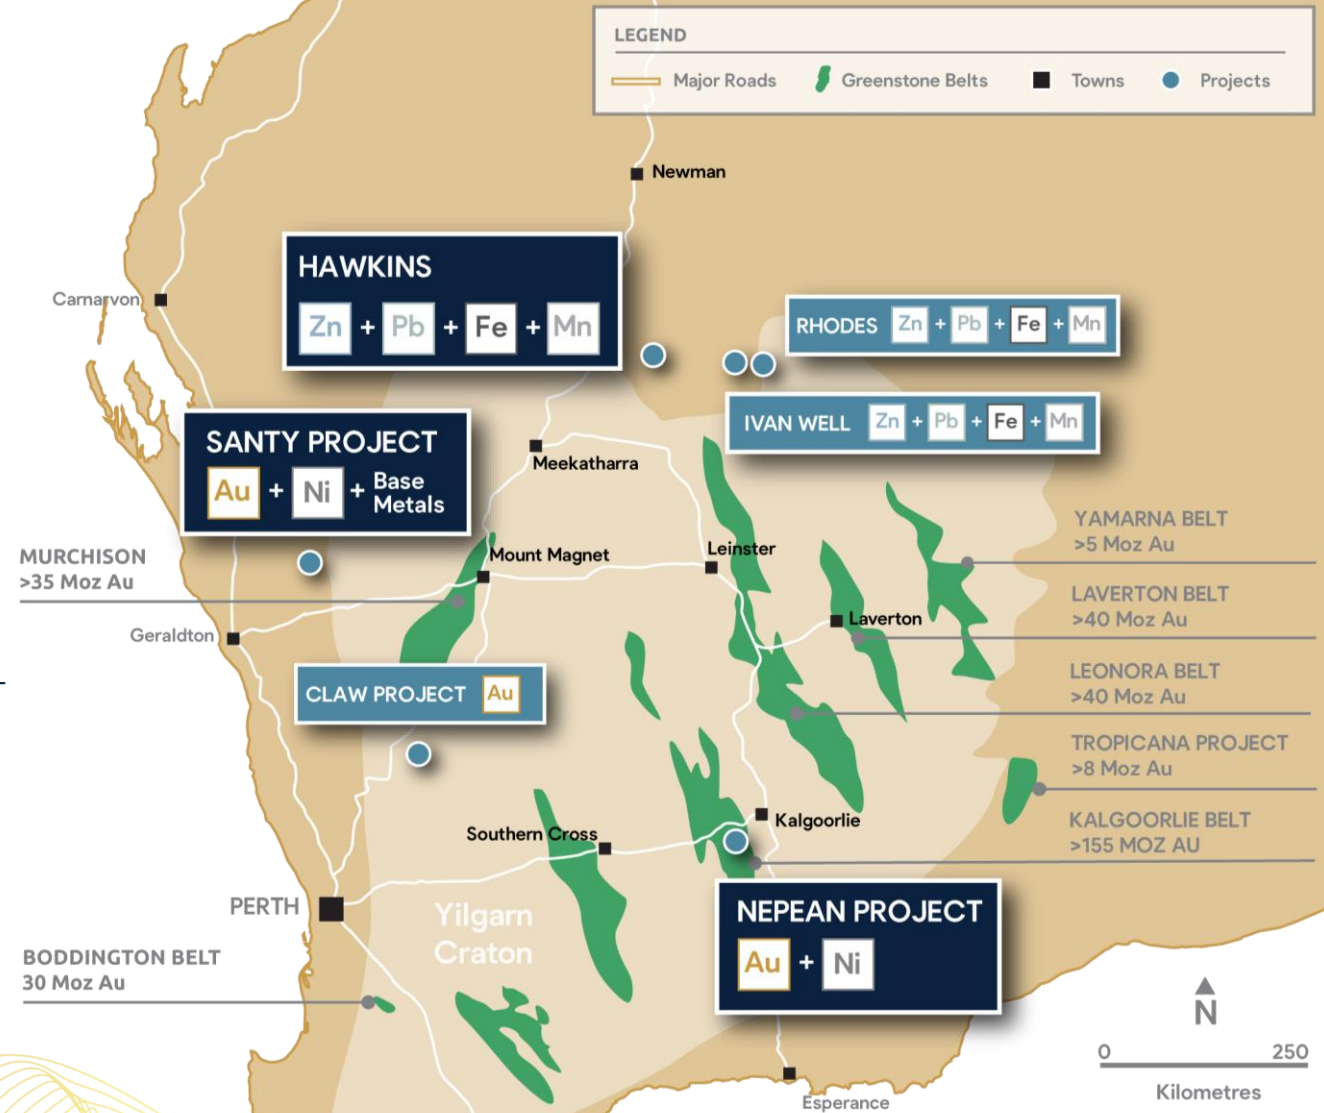 LEGEND
Major Roads
Greenstone Belts
Towns
Projects
Newman
HAWKINS
Zn + Pb + Fe + Mn
Carnarvon
RHODES Zn + Pb + Fe + Mn
IVAN WELL Zn + Pb + Fe + Mn
SANTY PROJECT
Au + Ni + Base
Metals
Meekatharra
YAMARNA BELT
>5 Moz Au
MURCHISON
>35 Moz Au
Mount Magnet
Leinster
LAVERTON BELT
>40 Moz Au
Laverton
Geraldton
LEONORA BELT
>40 Moz Au
CLAW PROJECT Au
TROPICANA PROJECT
>8 Moz Au
Kalgoorlie
KALGOORLIE BELT
>155 MOZ AU
Southern Cross
PERTH
Yilgarn
Craton
NEPEAN PROJECT
Au + Ni
BODDINGTON BELT
30 Moz Au
N
0 250
Kilometres
Esperance